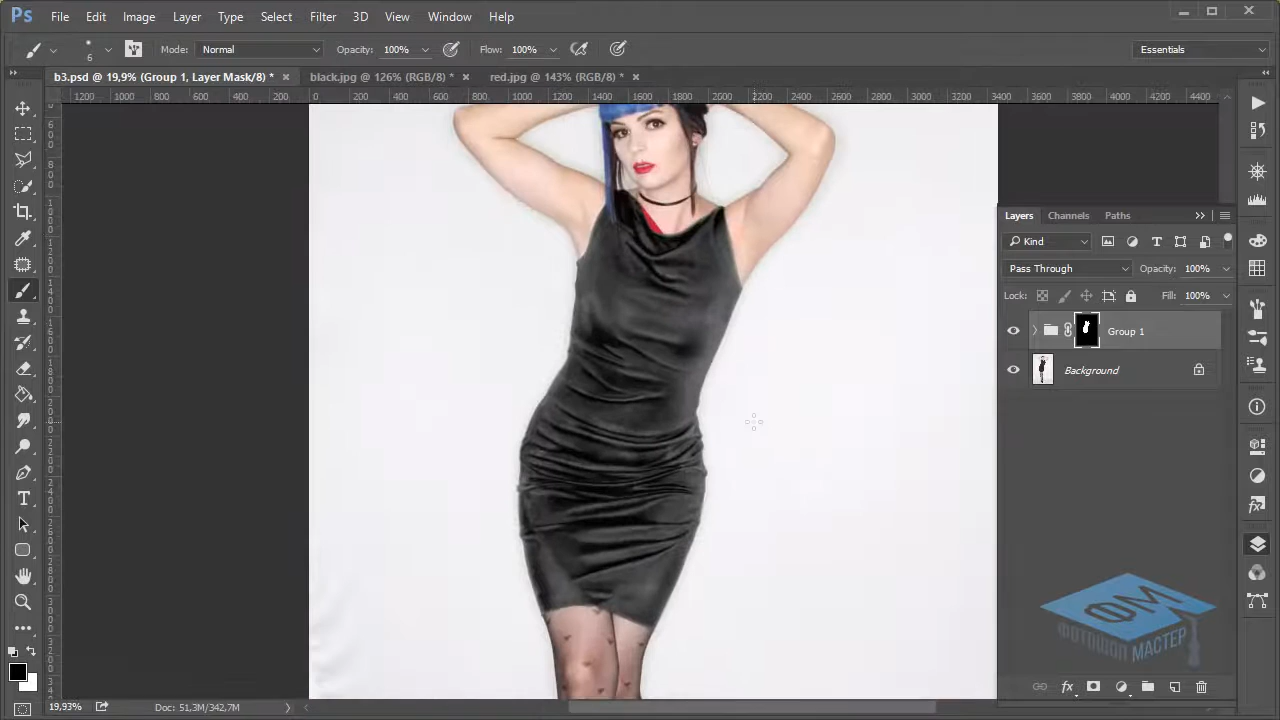 Ps File Edit Image Layer Type Select Filter 3D View Window Help
6 Mode: Normal Opacity: 100% Flow: 100% Essentials
b3.psd @ 19,9% (Group 1, Layer Mask/8) * × black.jpg @ 126% (RGB/8) * × red.jpg @ 143% (RGB/8) * ×
1200 1000 800 600 400 200 0 200 400 600 800 1000 1200 1400 1600 1800 2000 2200 2400 2600 2800 3000 3200 3400 3600 3800 4000 4200 4400
Layers Channels Paths
Kind
Pass Through Opacity: 100%
Lock: Fill: 100%
Group 1
Background
ФМ
ФОТОШОП
МАСТЕР
fx
19,93% Doc: 51,3M/342,7M